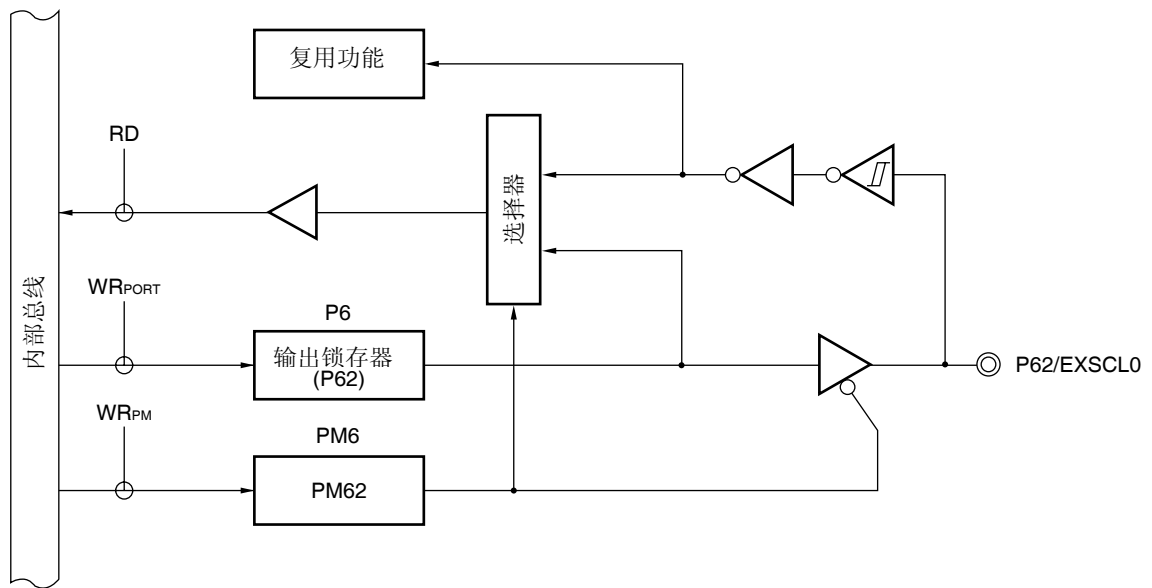 复用功能
RD
选择器
内部总线
WRPORT
P6
输出锁存器
(P62)
P62/EXSCL0
WRPM
PM6
PM62